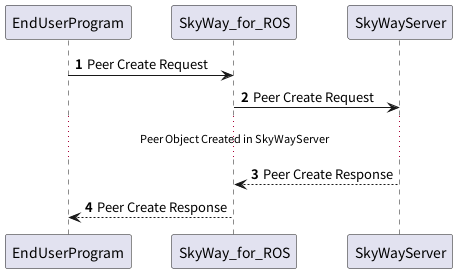 EndUserProgram SkyWay_for_ROS SkyWayServer
1 Peer Create Request
2 Peer Create Request
Peer Object Created in SkyWayServer
3 Peer Create Response
4 Peer Create Response
EndUserProgram SkyWay_for_ROS SkyWayServer